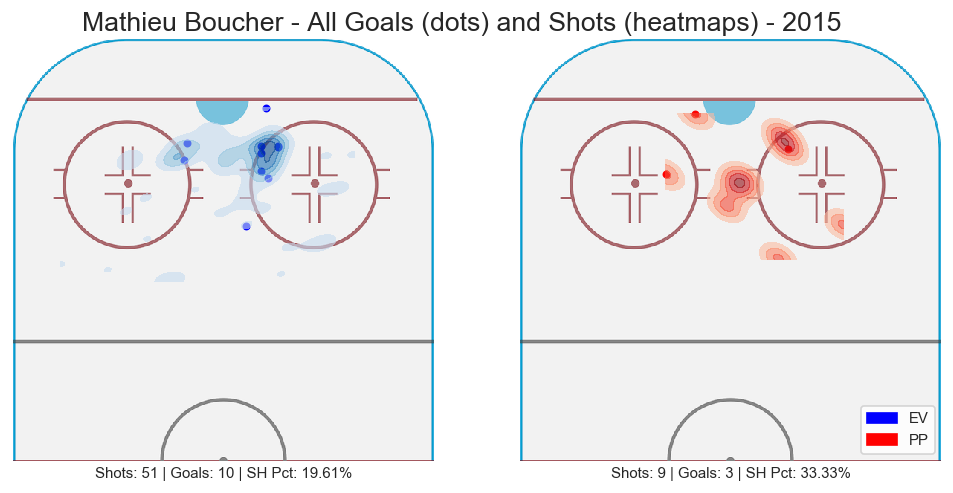 Mathieu Boucher - All Goals (dots) and Shots (heatmaps) - 2015
EV
PP
Shots: 51 | Goals: 10 | SH Pct: 19.61%
Shots: 9 | Goals: 3 | SH Pct: 33.33%